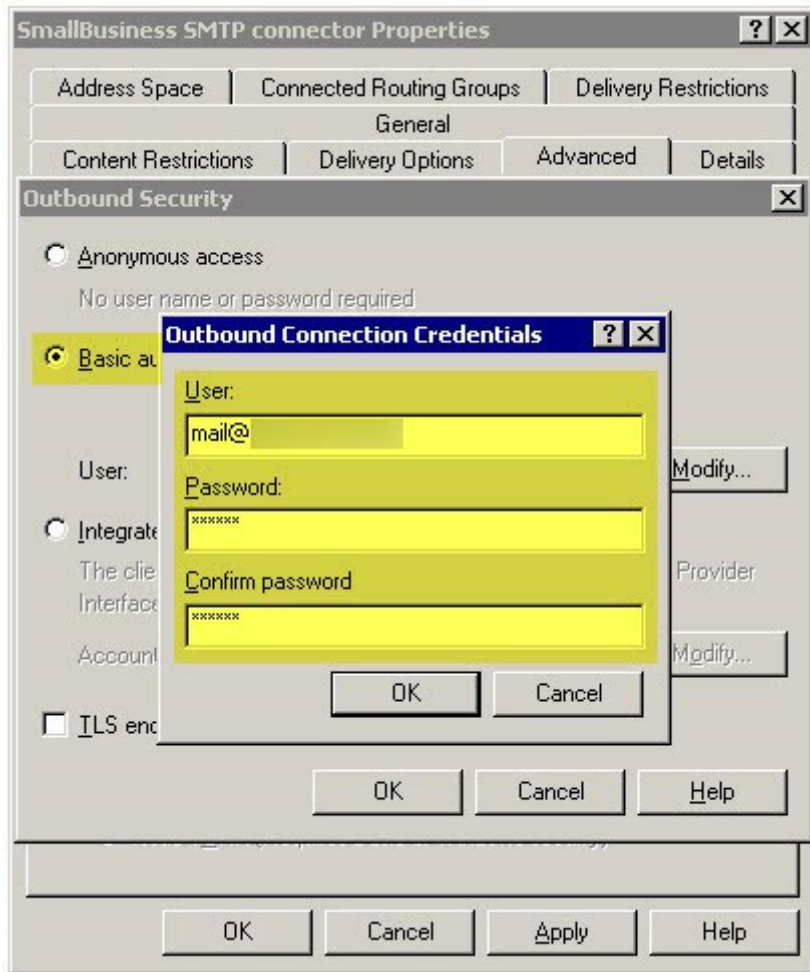 SmallBusiness SMTP connector Properties
Address Space Connected Routing Groups Delivery Restrictions
General
Content Restrictions Delivery Options Advanced Details
Outbound Security
Anonymous access
No user name or password required
Basic au
User: Modify...
Integrate
The clie Provider
Interface
Account Modify...
TLS enc
OK Cancel Help
Outbound Connection Credentials
User:
mail@
Password:
******
Confirm password
******
OK Cancel
OK Cancel Apply Help